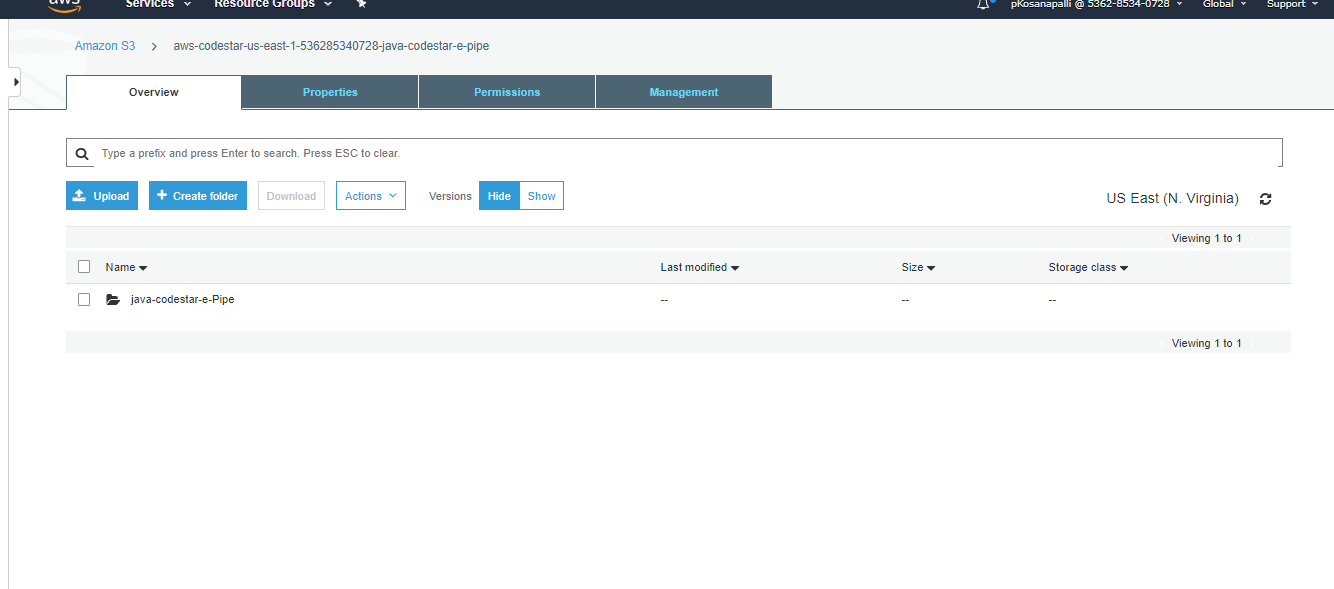 aws Services Resource Groups pKosanapalli @ 5362-8534-0728 Global Support
Amazon S3 > aws-codestar-us-east-1-536285340728-java-codestar-e-pipe
Overview Properties Permissions Management
Type a prefix and press Enter to search. Press ESC to clear.
Upload + Create folder Download Actions Versions Hide Show US East (N. Virginia)
Viewing 1 to 1
Name Last modified Size Storage class
java-codestar-e-Pipe -- -- --
Viewing 1 to 1